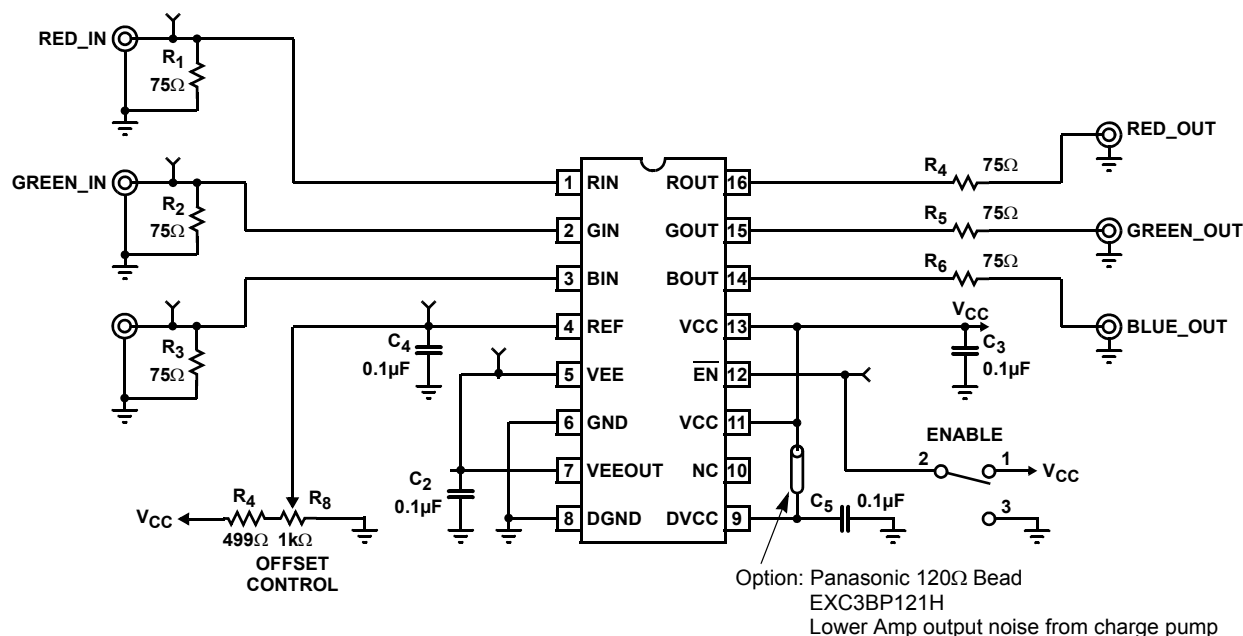 RED_IN
R1
75Ω
GREEN_IN
R2
75Ω
R3
75Ω
1 RIN ROUT 16
2 GIN GOUT 15
3 BIN BOUT 14
4 REF VCC 13
5 VEE EN 12
6 GND VCC 11
7 VEEOUT NC 10
8 DGND DVCC 9
R4 75Ω
RED_OUT
R5 75Ω
GREEN_OUT
R6 75Ω
BLUE_OUT
VCC
C3
0.1µF
C4
0.1µF
C2
0.1µF
ENABLE
2 1 VCC
3
C5 0.1µF
VCC R4 R8
499Ω 1kΩ
OFFSET
CONTROL
Option: Panasonic 120Ω Bead
EXC3BP121H
Lower Amp output noise from charge pump